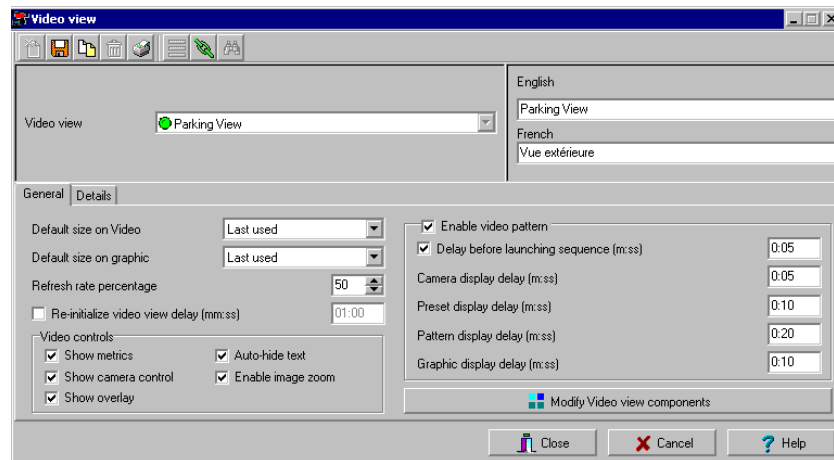 Video view
English
Parking View
Video view
Parking View
French
Vue extérieure
General
Details
Default size on Video
Last used
Default size on graphic
Last used
Refresh rate percentage
50
Re-initialize video view delay (mm:ss)
01:00
Video controls
Show metrics
Auto-hide text
Show camera control
Enable image zoom
Show overlay
Enable video pattern
Delay before launching sequence (m:ss)
0:05
Camera display delay (m:ss)
0:05
Preset display delay (m:ss)
0:10
Pattern display delay (m:ss)
0:20
Graphic display delay (m:ss)
0:10
Modify Video view components
Close
Cancel
Help